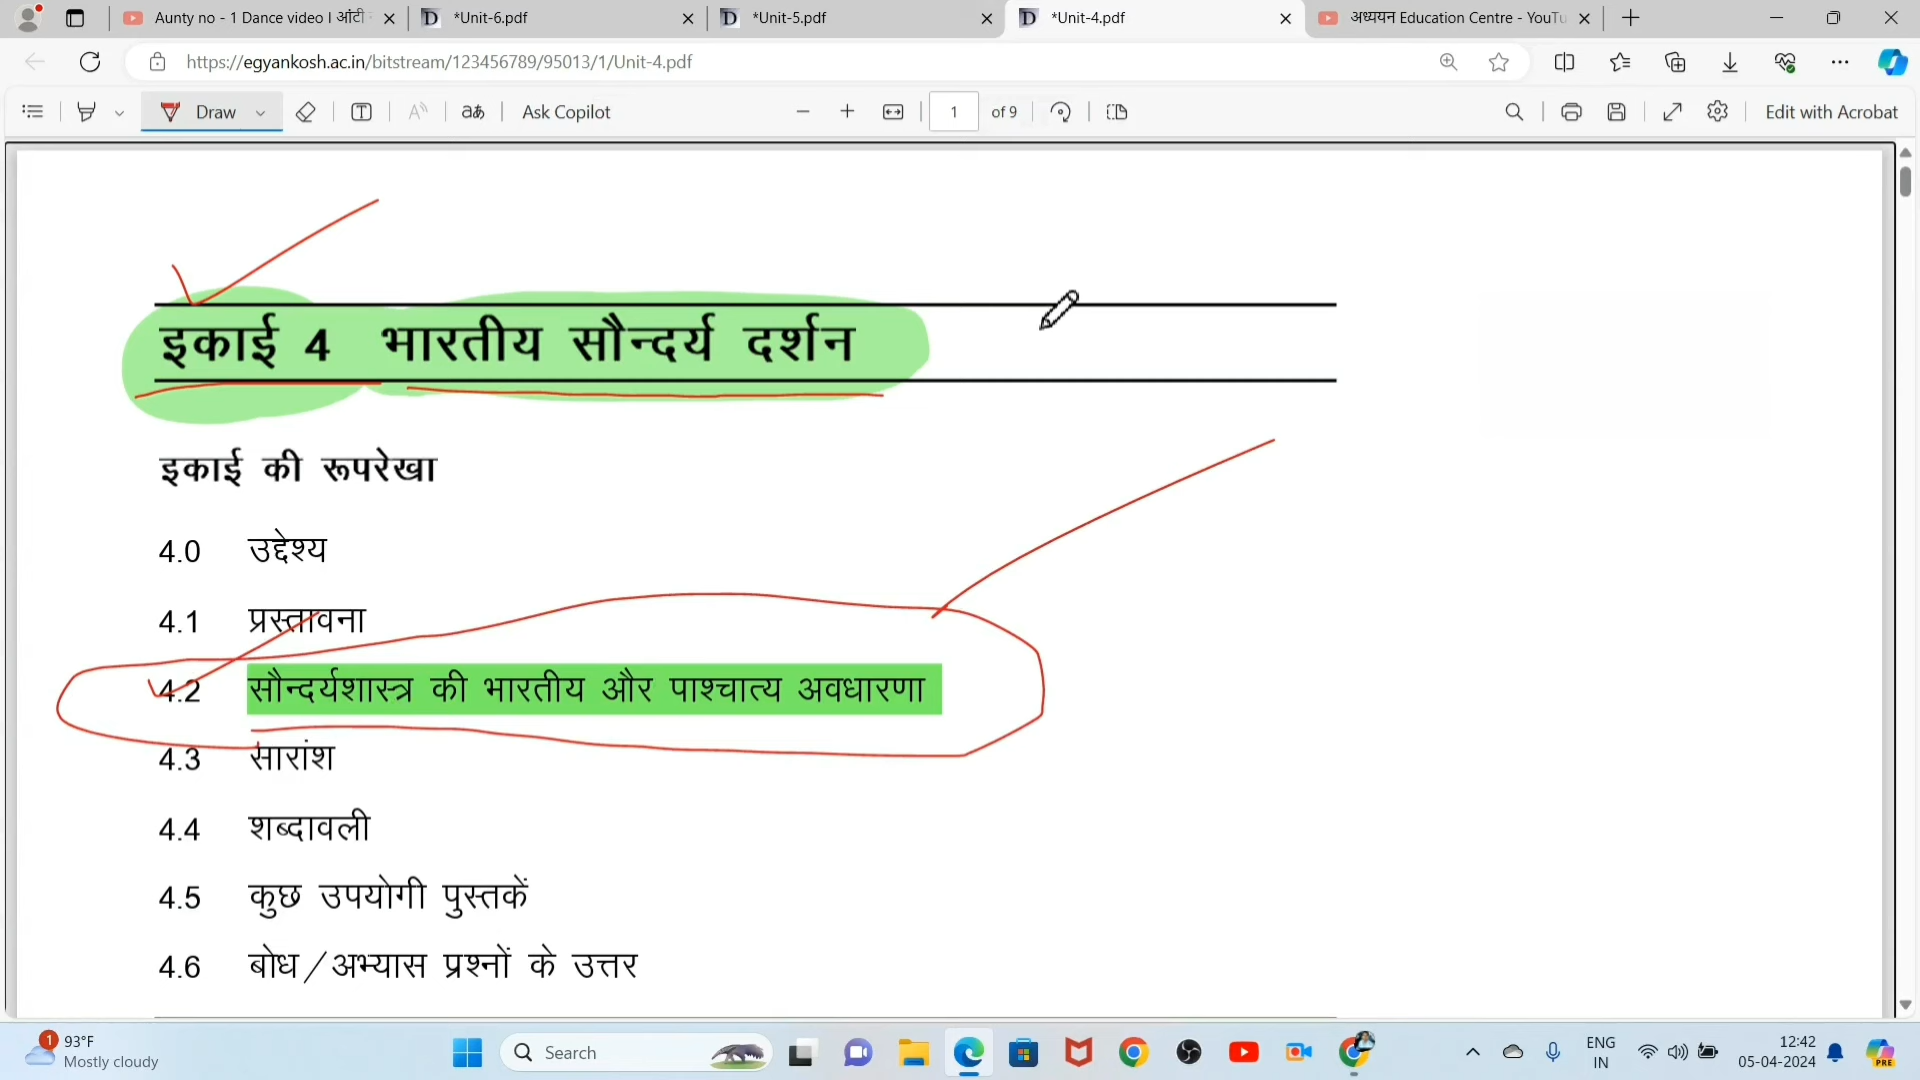 Aunty no - 1 Dance video I ऑंटी
*Unit-6.pdf
*Unit-5.pdf
*Unit-4.pdf
अध्ययन Education Centre - YouTu
https://egyankosh.ac.in/bitstream/123456789/95013/1/Unit-4.pdf
Draw
aあ
Ask Copilot
1 of 9
Edit with Acrobat
इकाई 4 भारतीय सौन्दर्य दर्शन
इकाई की रूपरेखा
4.0 उद्देश्य
4.1 प्रस्तावना
4.2 सौन्दर्यशास्त्र की भारतीय और पाश्चात्य अवधारणा
4.3 सारांश
4.4 शब्दावली
4.5 कुछ उपयोगी पुस्तकें
4.6 बोध/अभ्यास प्रश्नों के उत्तर
1
93°F
Mostly cloudy
Search
ENG
IN
12:42
05-04-2024
PRE